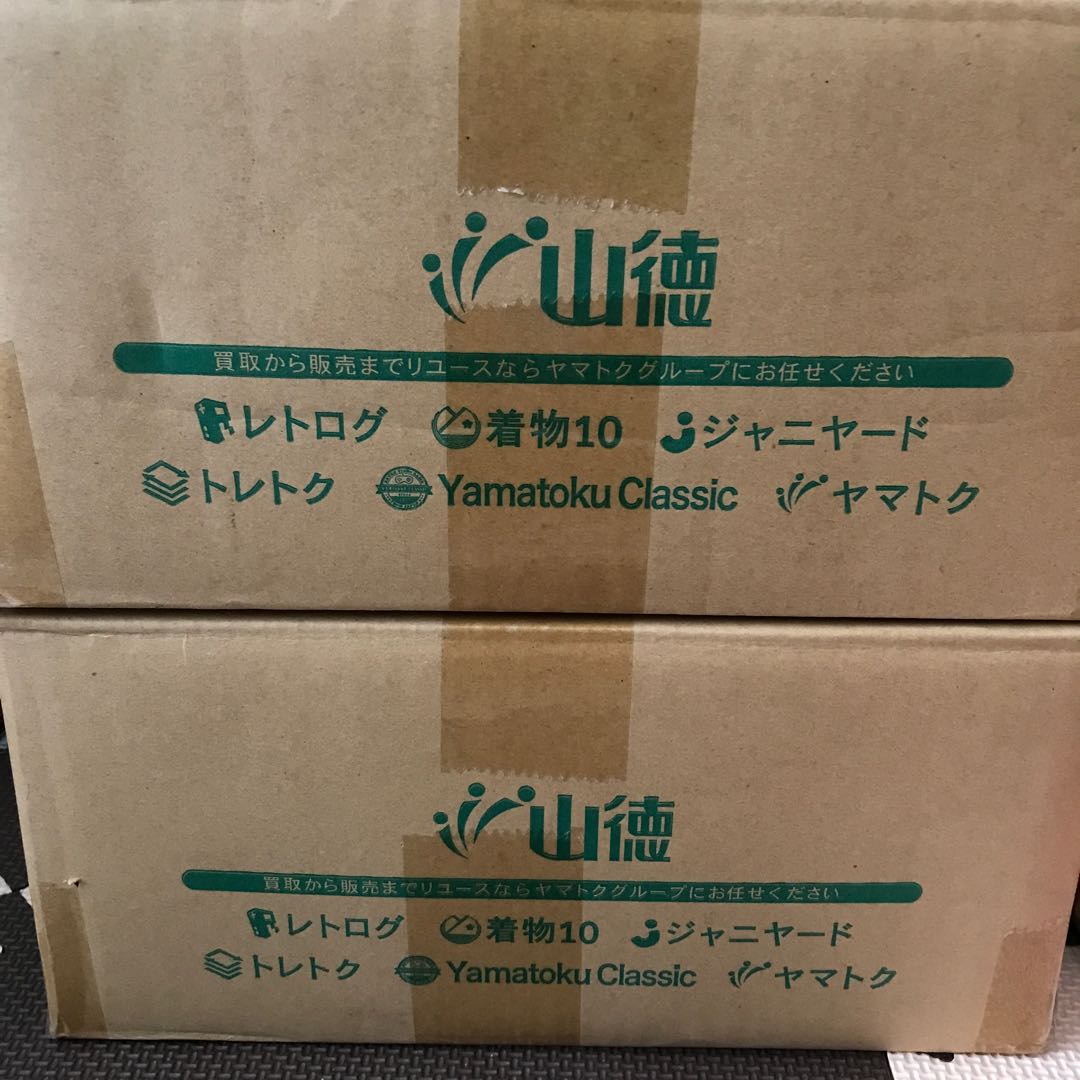 山徳
買取から販売までリユースならヤマトクグループにお任せください
レトログ 着物10 ジャニヤード
トレトク Yamatoku Classic ヤマトク
山徳
買取から販売までリユースならヤマトクグループにお任せください
レトログ 着物10 ジャニヤード
トレトク Yamatoku Classic ヤマトク